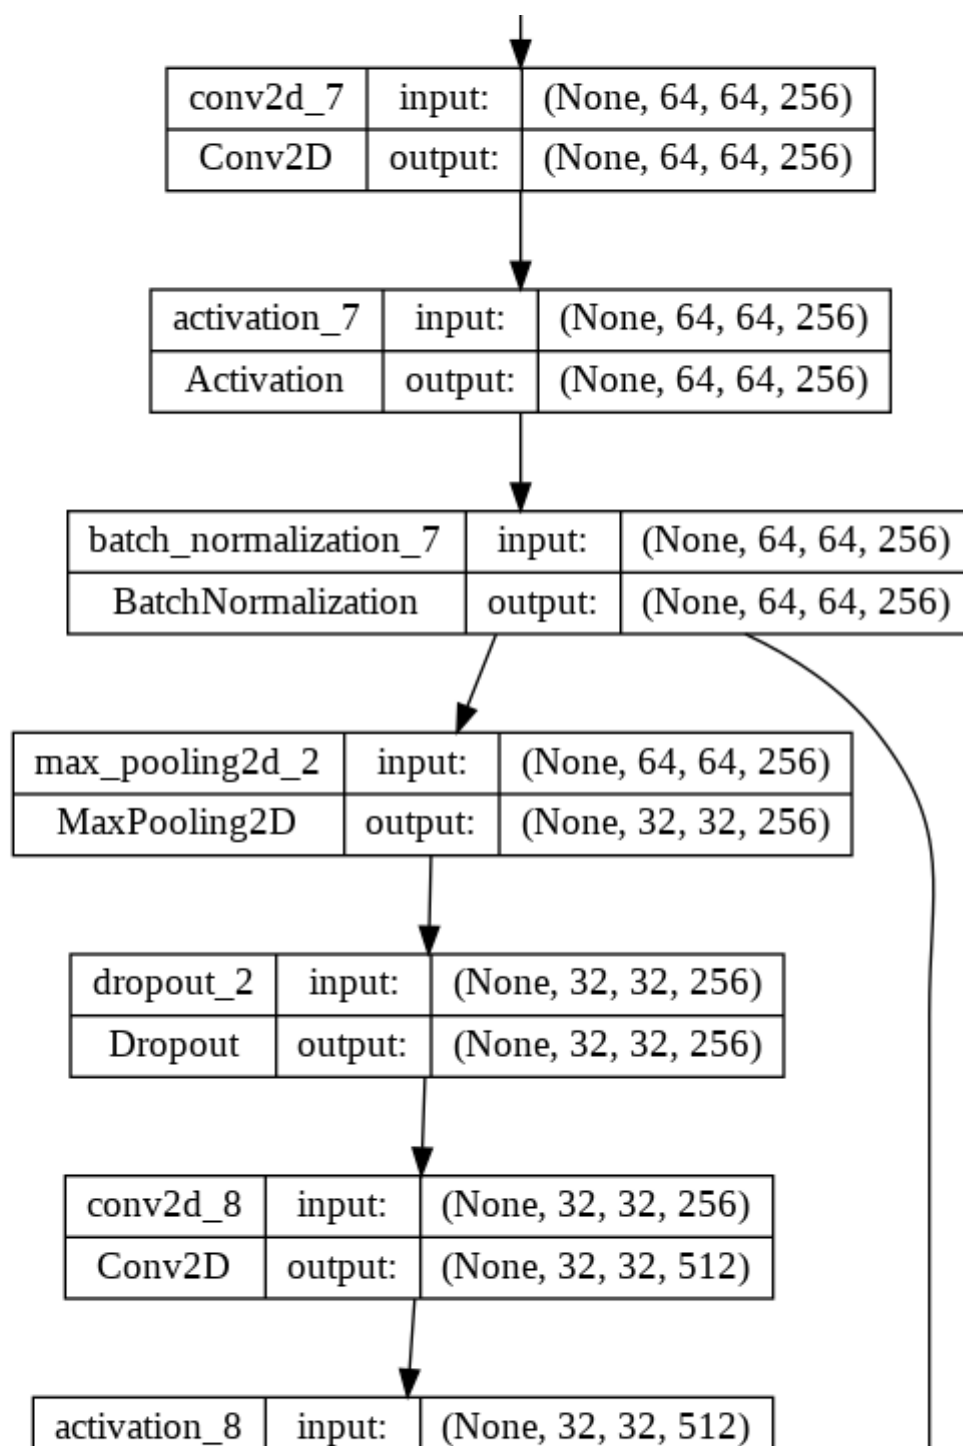 conv2d_7 input: (None, 64, 64, 256)
Conv2D output: (None, 64, 64, 256)
activation_7 input: (None, 64, 64, 256)
Activation output: (None, 64, 64, 256)
batch_normalization_7 input: (None, 64, 64, 256)
BatchNormalization output: (None, 64, 64, 256)
max_pooling2d_2 input: (None, 64, 64, 256)
MaxPooling2D output: (None, 32, 32, 256)
dropout_2 input: (None, 32, 32, 256)
Dropout output: (None, 32, 32, 256)
conv2d_8 input: (None, 32, 32, 256)
Conv2D output: (None, 32, 32, 512)
activation_8 input: (None, 32, 32, 512)